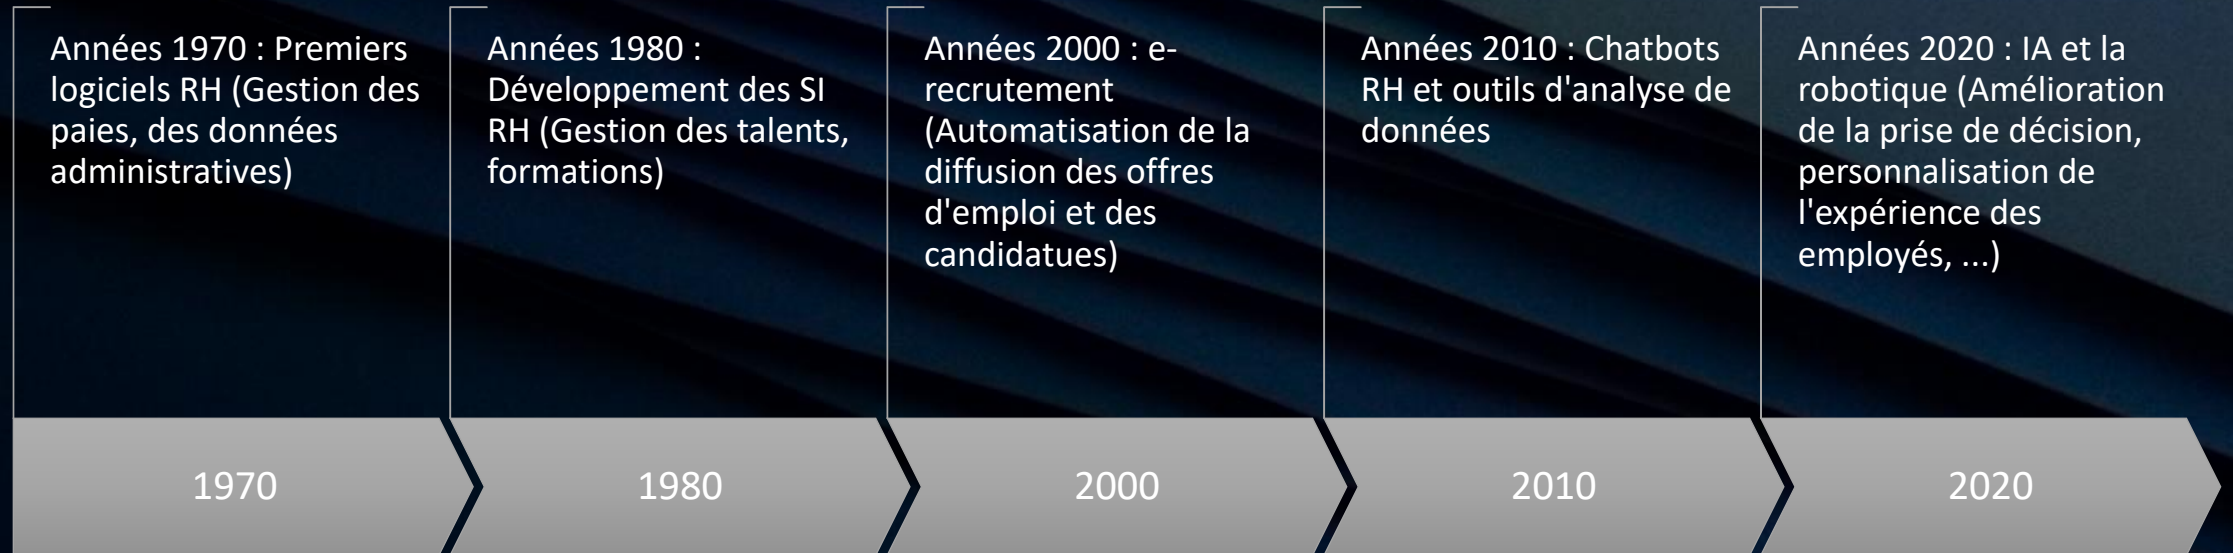 Années 1970 : Premiers
logiciels RH (Gestion des
paies, des données
administratives)
Années 1980 :
Développement des SI
RH (Gestion des talents,
formations)
Années 2000 : e-
recrutement
(Automatisation de la
diffusion des offres
d'emploi et des
candidatues)
Années 2010 : Chatbots
RH et outils d'analyse de
données
Années 2020 : IA et la
robotique (Amélioration
de la prise de décision,
personnalisation de
l'expérience des
employés, ...)
1970
1980
2000
2010
2020